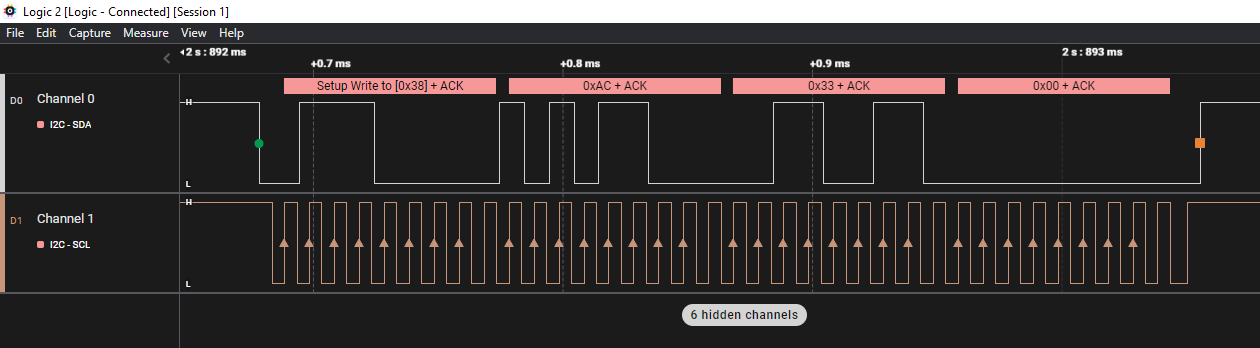 Logic 2 [Logic - Connected] [Session 1]
File Edit Capture Measure View Help
2 s : 892 ms
2 s : 893 ms
+0.7 ms
+0.8 ms
+0.9 ms
Setup Write to [0x38] + ACK
0xAC + ACK
0x33 + ACK
0x00 + ACK
D0
Channel 0
I2C - SDA
H
L
D1
Channel 1
I2C - SCL
H
L
6 hidden channels